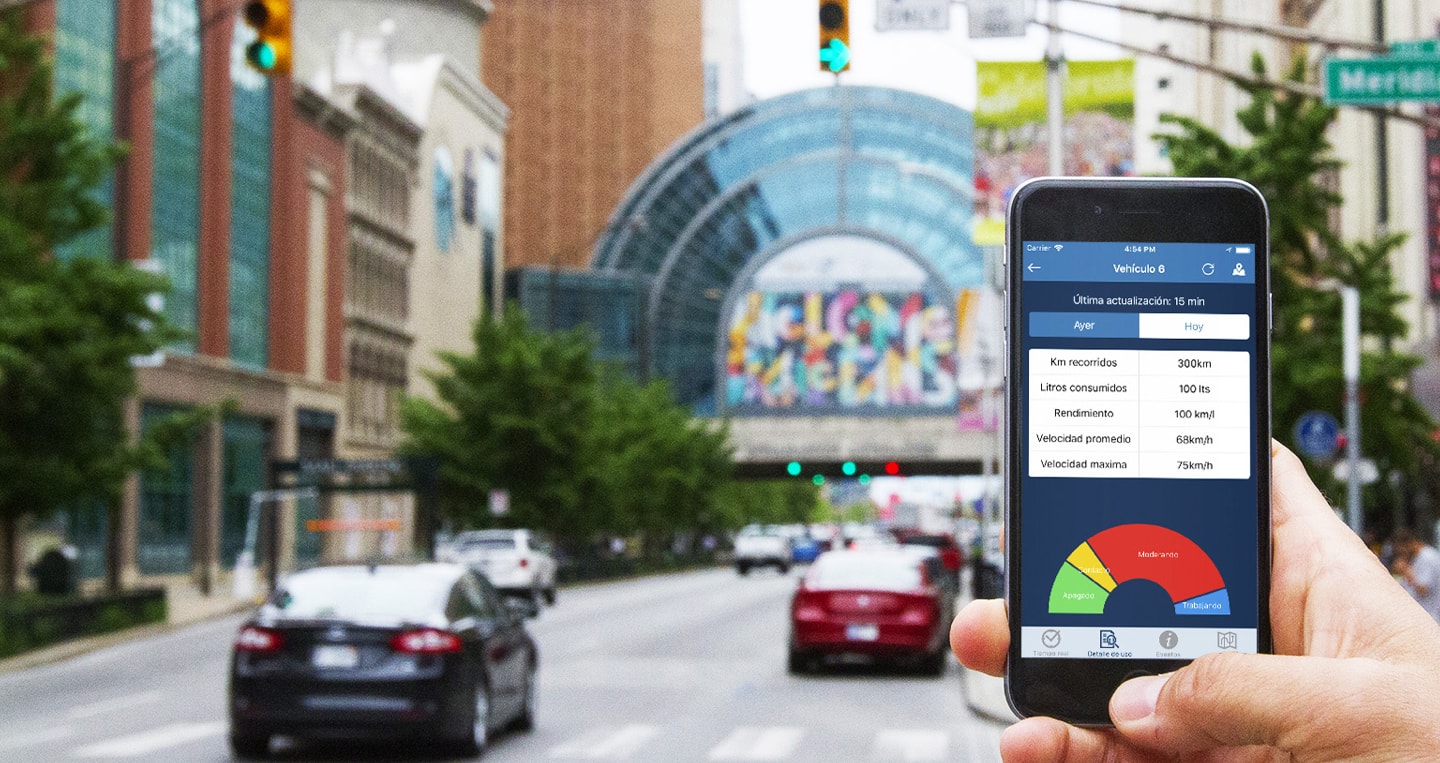 ONLY
Meridi
Carrier 4:54 PM
Vehículo 6
Última actualización: 15 min
Ayer Hoy
Km recorridos 300km
Litros consumidos 100 lts
Rendimiento 100 km/l
Velocidad promedio 68km/h
Velocidad maxima 75km/h
Moderando
Contacto
Apagado
Trabajando
Tiempo real Detalle de uso Eventos